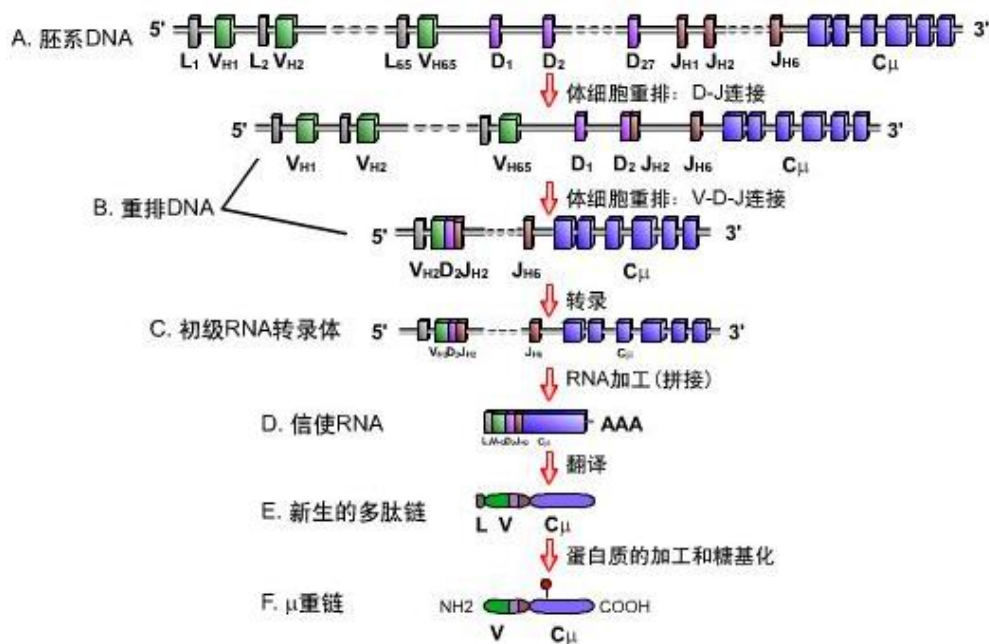 A. 胚系DNA 5' 3'
L1 VH1 L2 VH2 L65 VH65 D1 D2 D27 JH1 JH2 JH6 Cμ
体细胞重排：D-J连接
5' 3'
VH1 VH2 VH65 D1 D2 JH2 JH6 Cμ
B. 重排DNA
体细胞重排：V-D-J连接
5' 3'
VH2D2JH2 JH6 Cμ
转录
C. 初级RNA转录体 5' 3'
VH2D2JH2 JH6 Cμ
RNA加工(拼接)
D. 信使RNA AAA
Cμ
翻译
E. 新生的多肽链
L V Cμ
蛋白质的加工和糖基化
F. μ重链 NH2 COOH
V Cμ